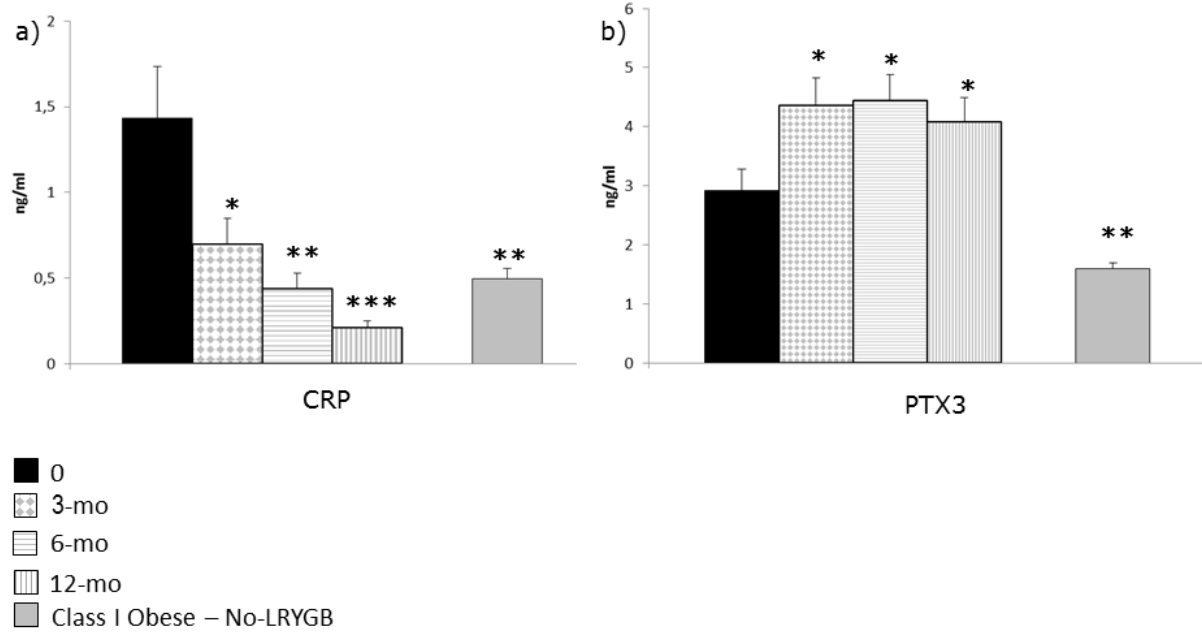 a)
2
1,5
1
0,5
0
ng/ml
*
**
***
**
CRP
b)
6
5
4
3
2
1
0
ng/ml
*
*
*
**
PTX3
0
3-mo
6-mo
12-mo
Class I Obese – No-LRYGB